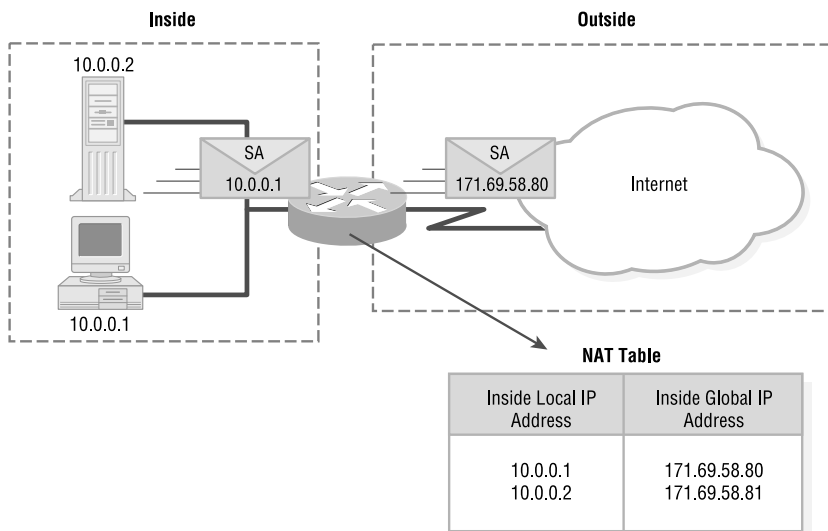 Inside
Outside
10.0.0.2
SA
10.0.0.1
SA
171.69.58.80
Internet
10.0.0.1
NAT Table
Inside Local IP
Address
Inside Global IP
Address
10.0.0.1
171.69.58.80
10.0.0.2
171.69.58.81